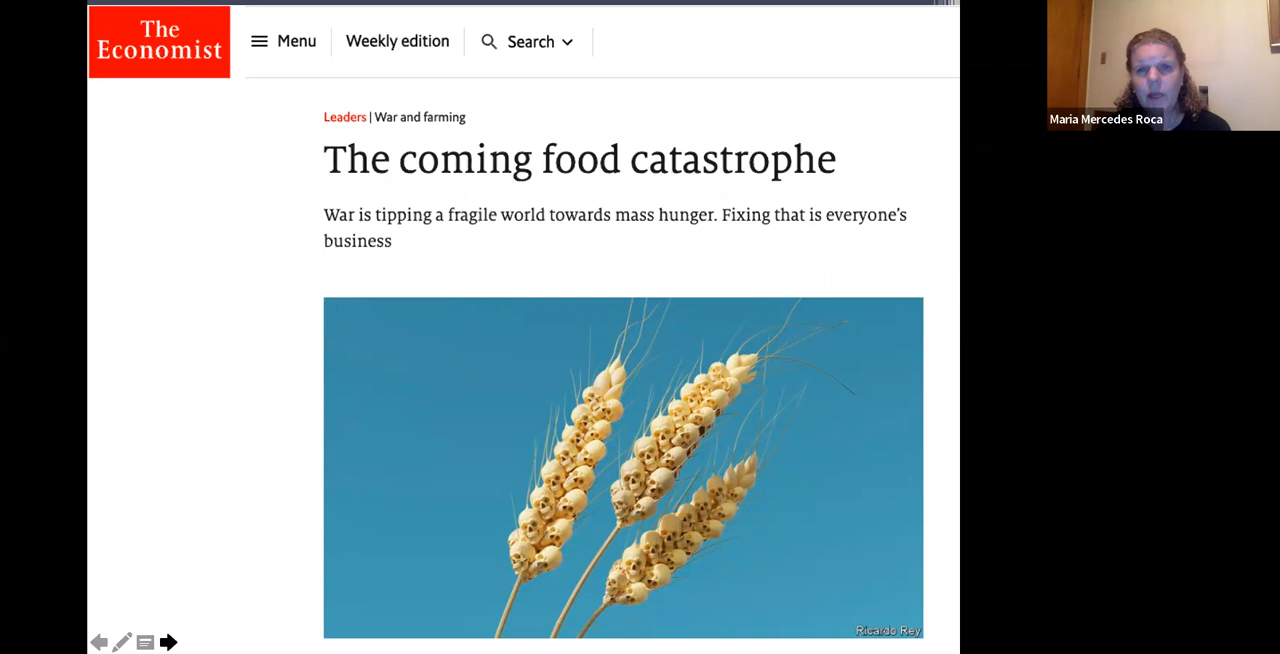 The
Economist
Menu
Weekly edition
Search
Maria Mercedes Roca
Leaders | War and farming
The coming food catastrophe
War is tipping a fragile world towards mass hunger. Fixing that is everyone's
business
Ricardo Rey